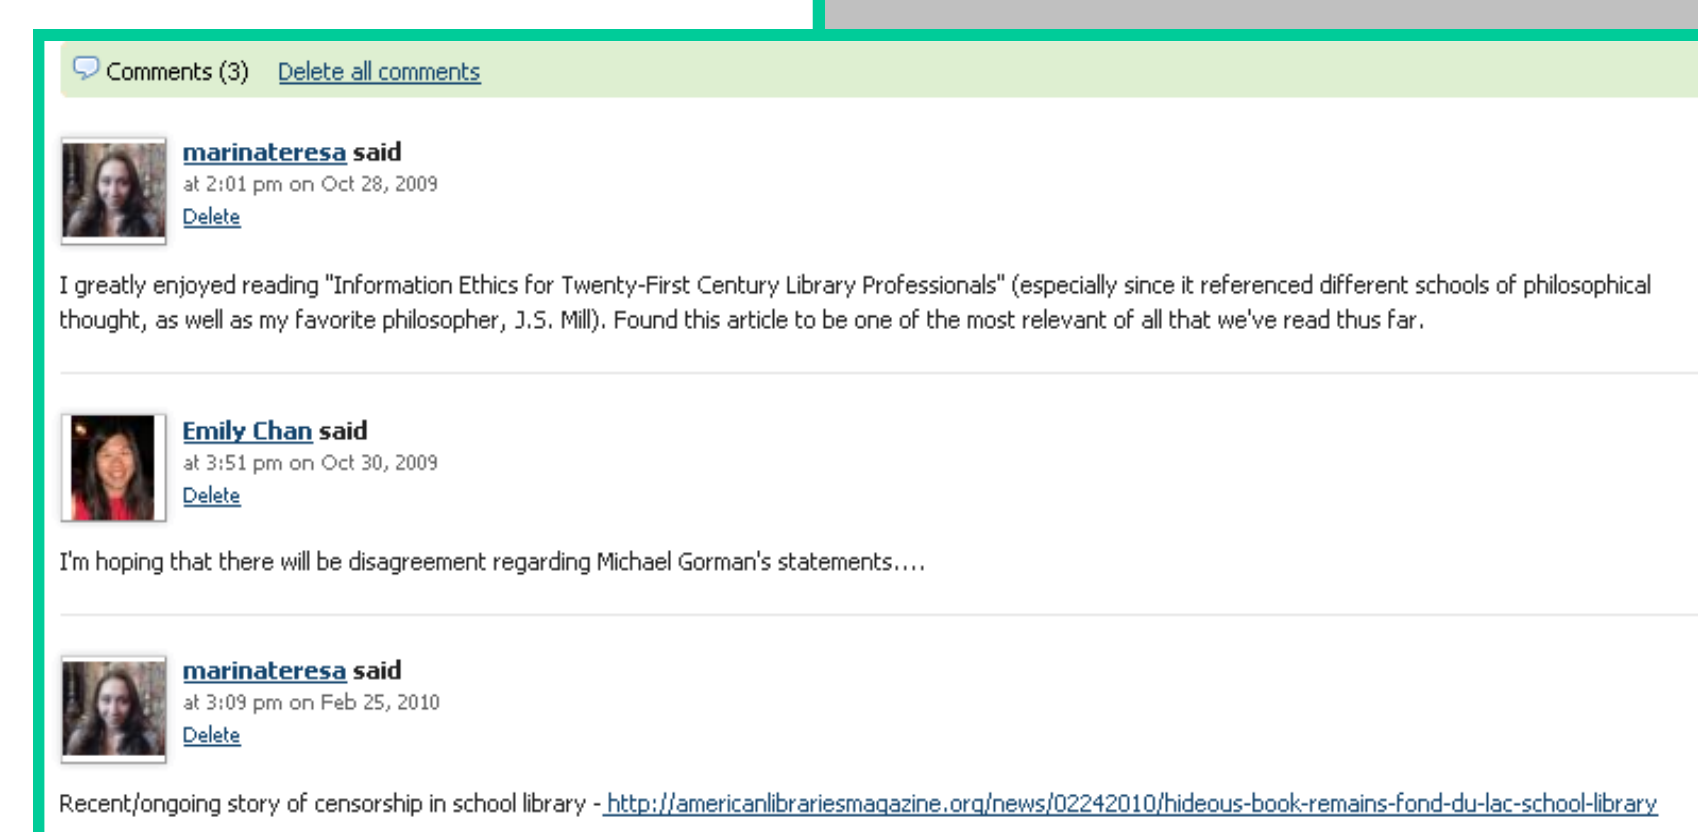 Comments (3) Delete all comments
marinateresa said
at 2:01 pm on Oct 28, 2009
Delete
I greatly enjoyed reading "Information Ethics for Twenty-First Century Library Professionals" (especially since it referenced different schools of philosophical
thought, as well as my favorite philosopher, J.S. Mill). Found this article to be one of the most relevant of all that we've read thus far.
Emily Chan said
at 3:51 pm on Oct 30, 2009
Delete
I'm hoping that there will be disagreement regarding Michael Gorman's statements....
marinateresa said
at 3:09 pm on Feb 25, 2010
Delete
Recent/ongoing story of censorship in school library - http://americanlibrariesmagazine.org/news/02242010/hideous-book-remains-fond-du-lac-school-library